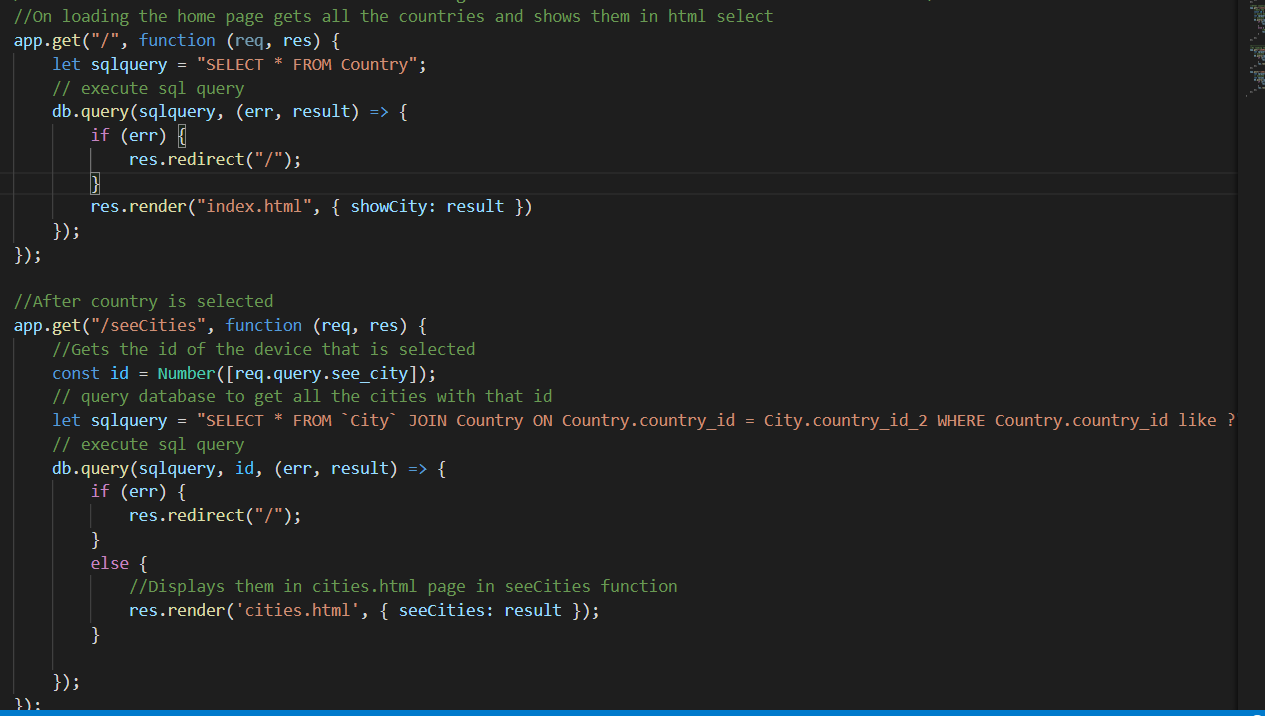 //On loading the home page gets all the countries and shows them in html select
app.get("/", function (req, res) {
let sqlquery = "SELECT * FROM Country";
// execute sql query
db.query(sqlquery, (err, result) => {
if (err) {
res.redirect("/");
}
res.render("index.html", { showCity: result })
});
});
//After country is selected
app.get("/seeCities", function (req, res) {
//Gets the id of the device that is selected
const id = Number([req.query.see_city]);
// query database to get all the cities with that id
let sqlquery = "SELECT * FROM `City` JOIN Country ON Country.country_id = City.country_id_2 WHERE Country.country_id like ?
// execute sql query
db.query(sqlquery, id, (err, result) => {
if (err) {
res.redirect("/");
}
else {
//Displays them in cities.html page in seeCities function
res.render('cities.html', { seeCities: result });
}
});
});